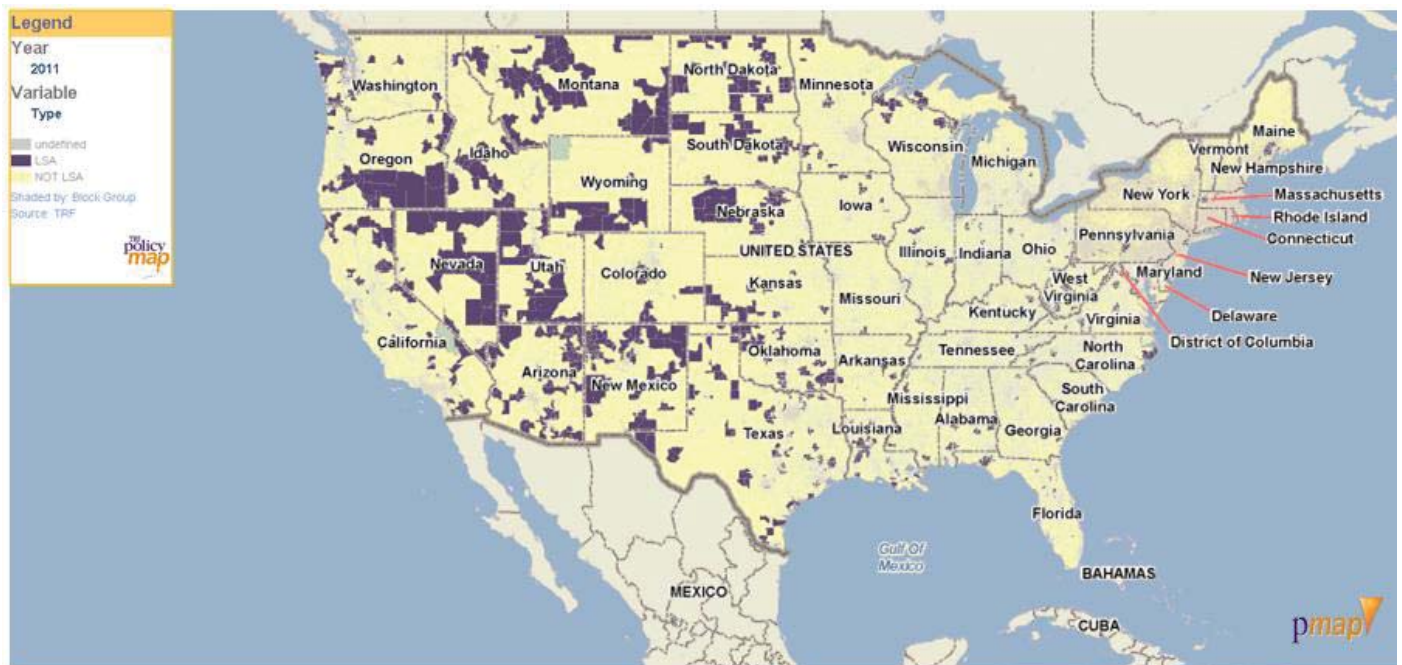 Legend
Year
2011
Variable
Type
undefined
LSA
NOT LSA
Shaded by: Block Group
Source: TRF
TRF
policy
map
Washington
Montana
North Dakota
Minnesota
Maine
Oregon
Idaho
South Dakota
Wisconsin
Michigan
Vermont
New Hampshire
Wyoming
New York
Massachusetts
Nebraska
Iowa
Rhode Island
Connecticut
Nevada
Utah
Colorado
UNITED STATES
Illinois
Indiana
Ohio
Pennsylvania
New Jersey
Kansas
Missouri
West
Virginia
Maryland
Delaware
California
Kentucky
Virginia
District of Columbia
Arizona
New Mexico
Oklahoma
Arkansas
Tennessee
North
Carolina
South
Carolina
Mississippi
Alabama
Georgia
Texas
Louisiana
Florida
Gulf Of
Mexico
BAHAMAS
MEXICO
CUBA
pmap